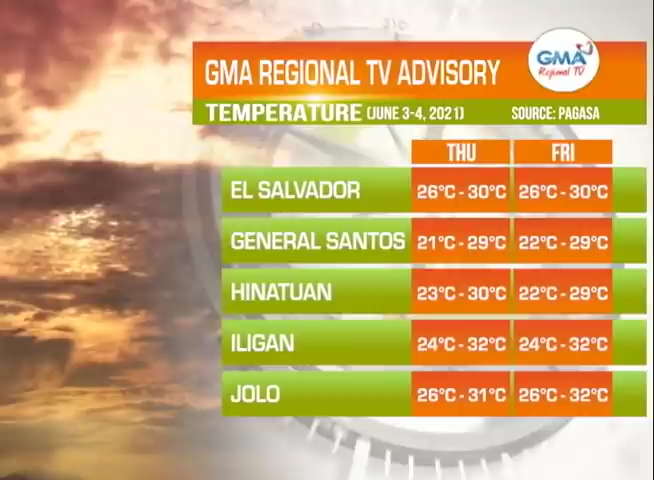 GMA REGIONAL TV ADVISORY
GMA
Regional TV
TEMPERATURE (JUNE 3-4, 2021) SOURCE: PAGASA
THU FRI
EL SALVADOR 26°C - 30°C 26°C - 30°C
GENERAL SANTOS 21°C - 29°C 22°C - 29°C
HINATUAN 23°C - 30°C 22°C - 29°C
ILIGAN 24°C - 32°C 24°C - 32°C
JOLO 26°C - 31°C 26°C - 32°C